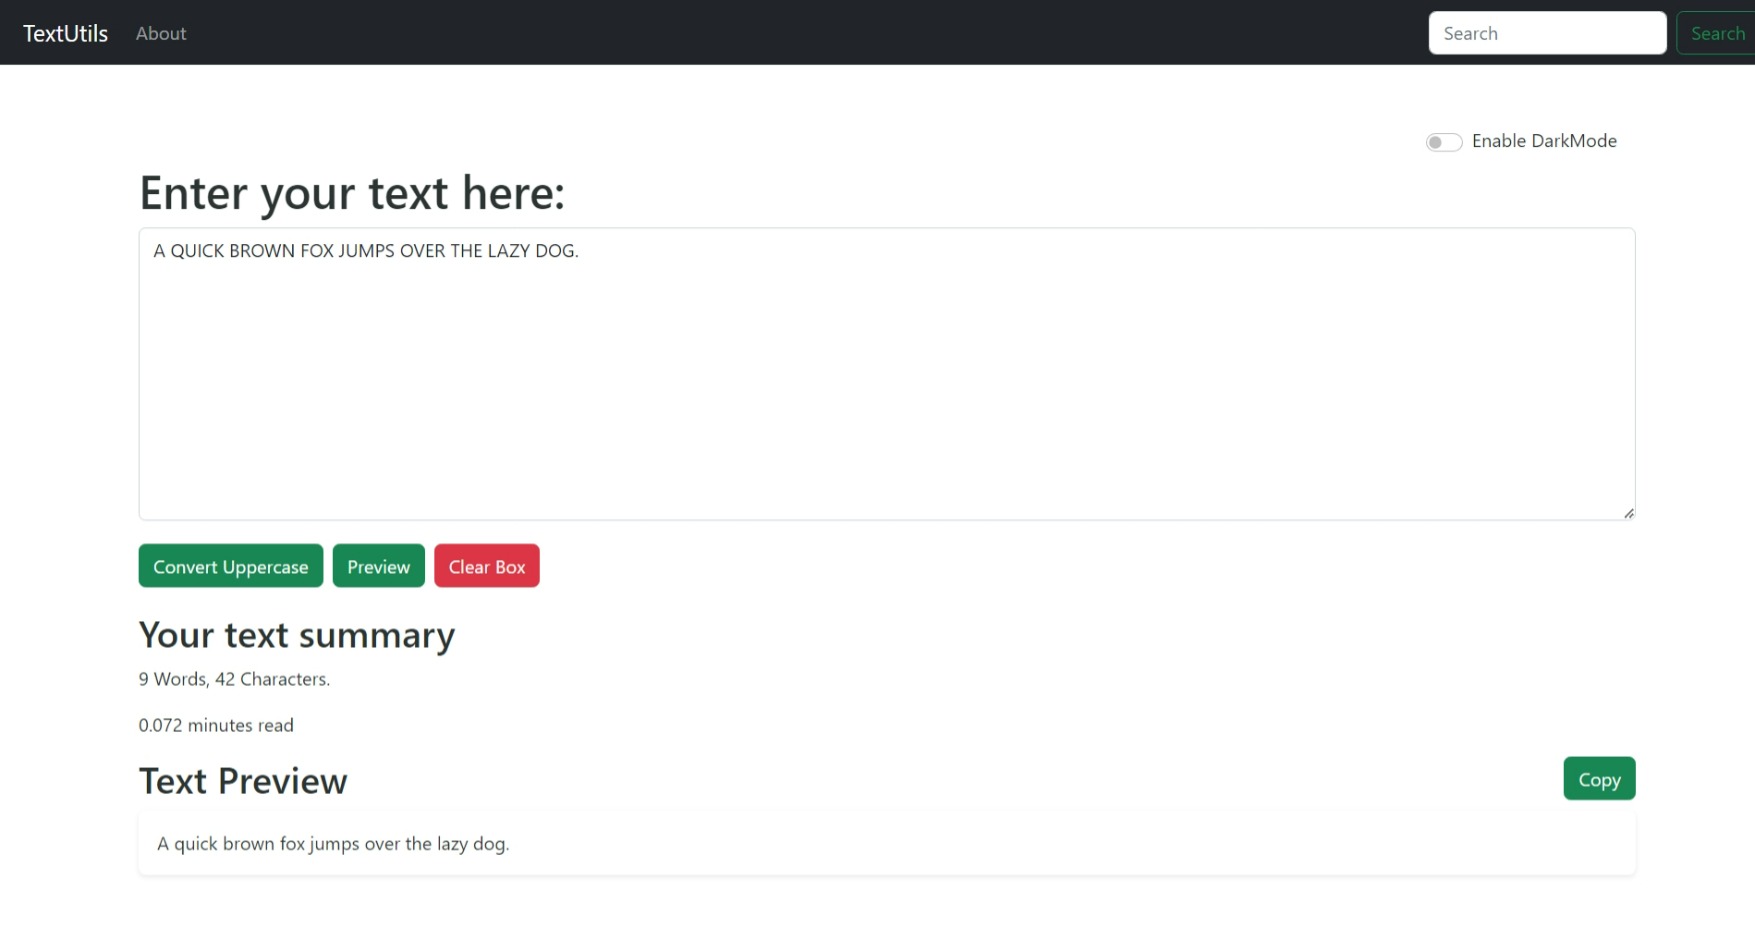 TextUtils About Search Search
Enable DarkMode
Enter your text here:
A QUICK BROWN FOX JUMPS OVER THE LAZY DOG.
Convert Uppercase Preview Clear Box
Your text summary
9 Words, 42 Characters.
0.072 minutes read
Text Preview Copy
A quick brown fox jumps over the lazy dog.